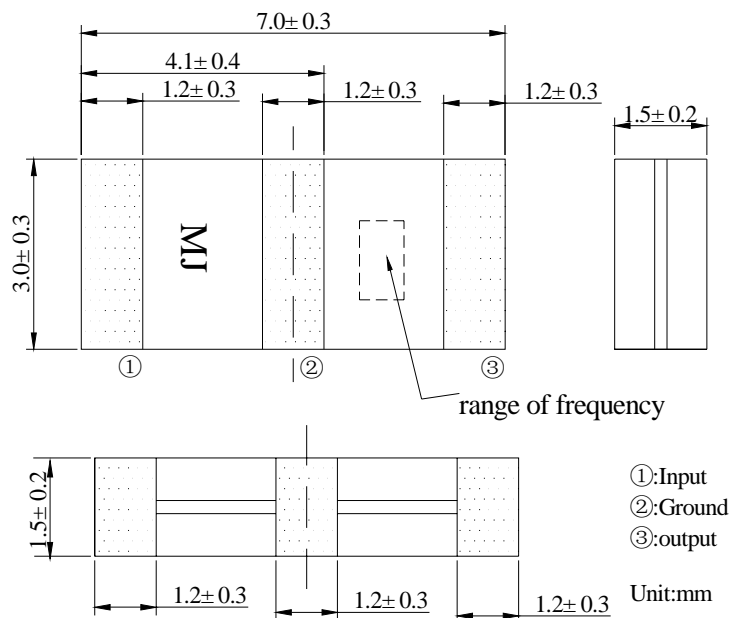 7.0± 0.3
4.1± 0.4
1.2± 0.3
1.2± 0.3
1.2± 0.3
1.5± 0.2
3.0± 0.3
MJ
①
②
③
range of frequency
1.5± 0.2
①:Input
②:Ground
③:output
Unit:mm
1.2± 0.3
1.2± 0.3
1.2± 0.3